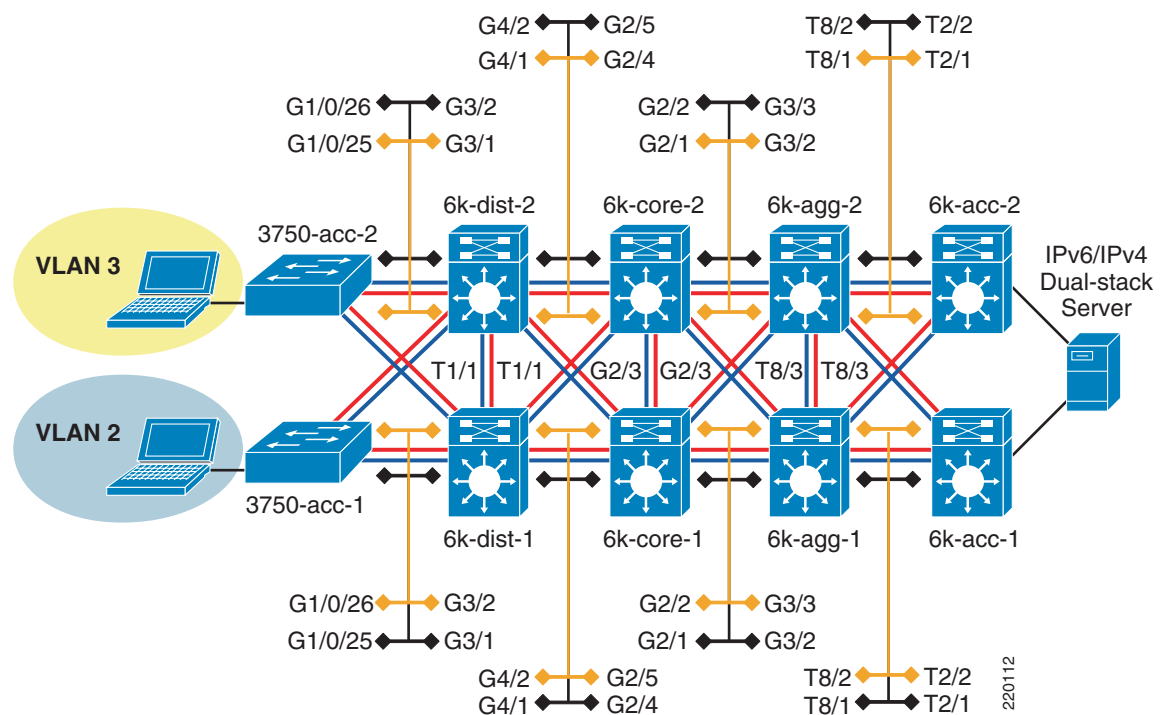 G4/2 G2/5
T8/2 T2/2
G4/1 G2/4
T8/1 T2/1
G1/0/26 G3/2
G2/2 G3/3
G1/0/25 G3/1
G2/1 G3/2
6k-dist-2
6k-core-2
6k-agg-2
6k-acc-2
3750-acc-2
VLAN 3
IPv6/IPv4
Dual-stack
Server
T1/1
T1/1
G2/3
G2/3
T8/3
T8/3
VLAN 2
3750-acc-1
6k-dist-1
6k-core-1
6k-agg-1
6k-acc-1
G1/0/26 G3/2
G2/2 G3/3
G1/0/25 G3/1
G2/1 G3/2
G4/2 G2/5
T8/2 T2/2
G4/1 G2/4
T8/1 T2/1
220112